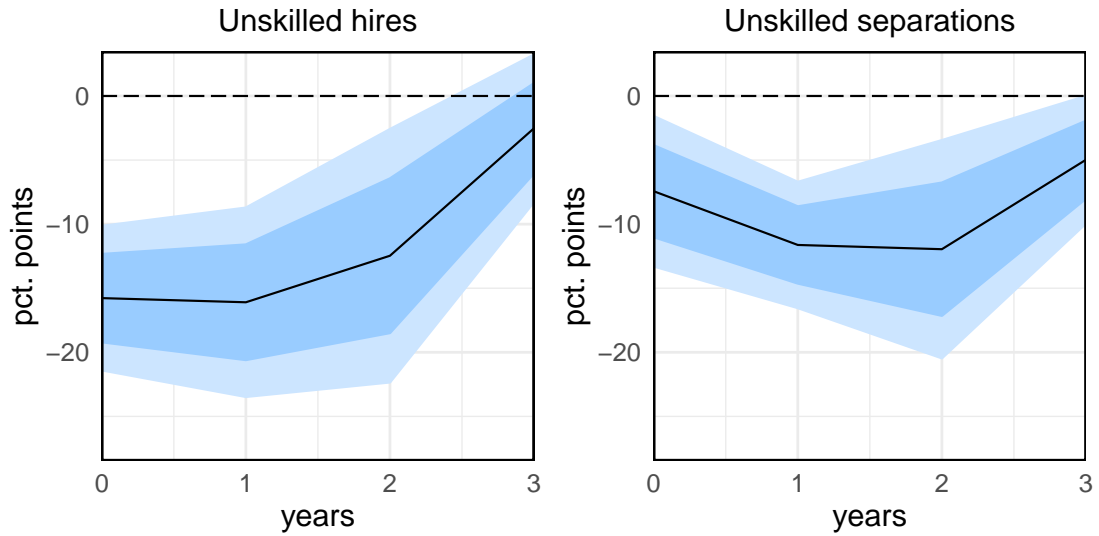 Unskilled hires
pct. points
0
−10
−20
0 1 2 3
years
Unskilled separations
pct. points
0
−10
−20
0 1 2 3
years